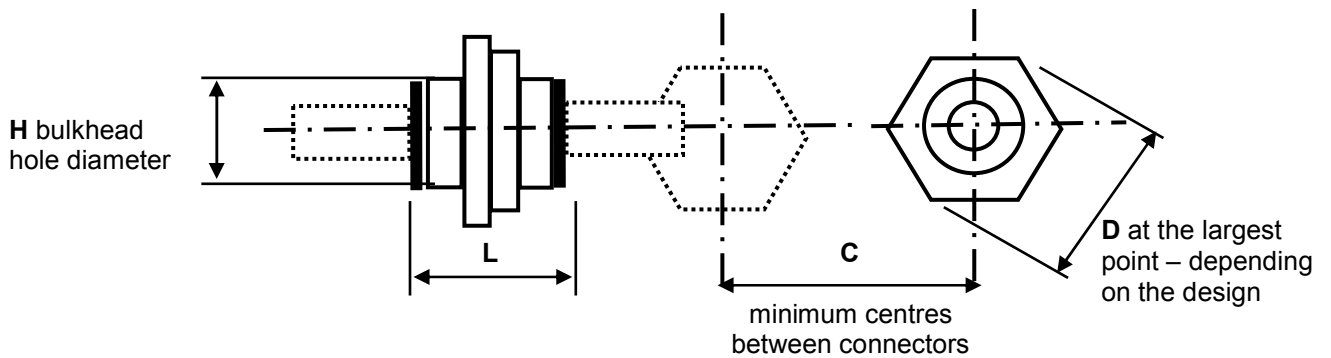 H bulkhead
hole diameter
L
C
minimum centres
between connectors
D at the largest
point – depending
on the design